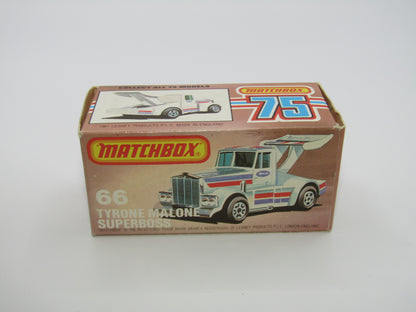 COLLECT ALL 75 MODELS
MATCHBOX
75
MATCHBOX®
66
TYRONE MALONE
SUPERBOSS